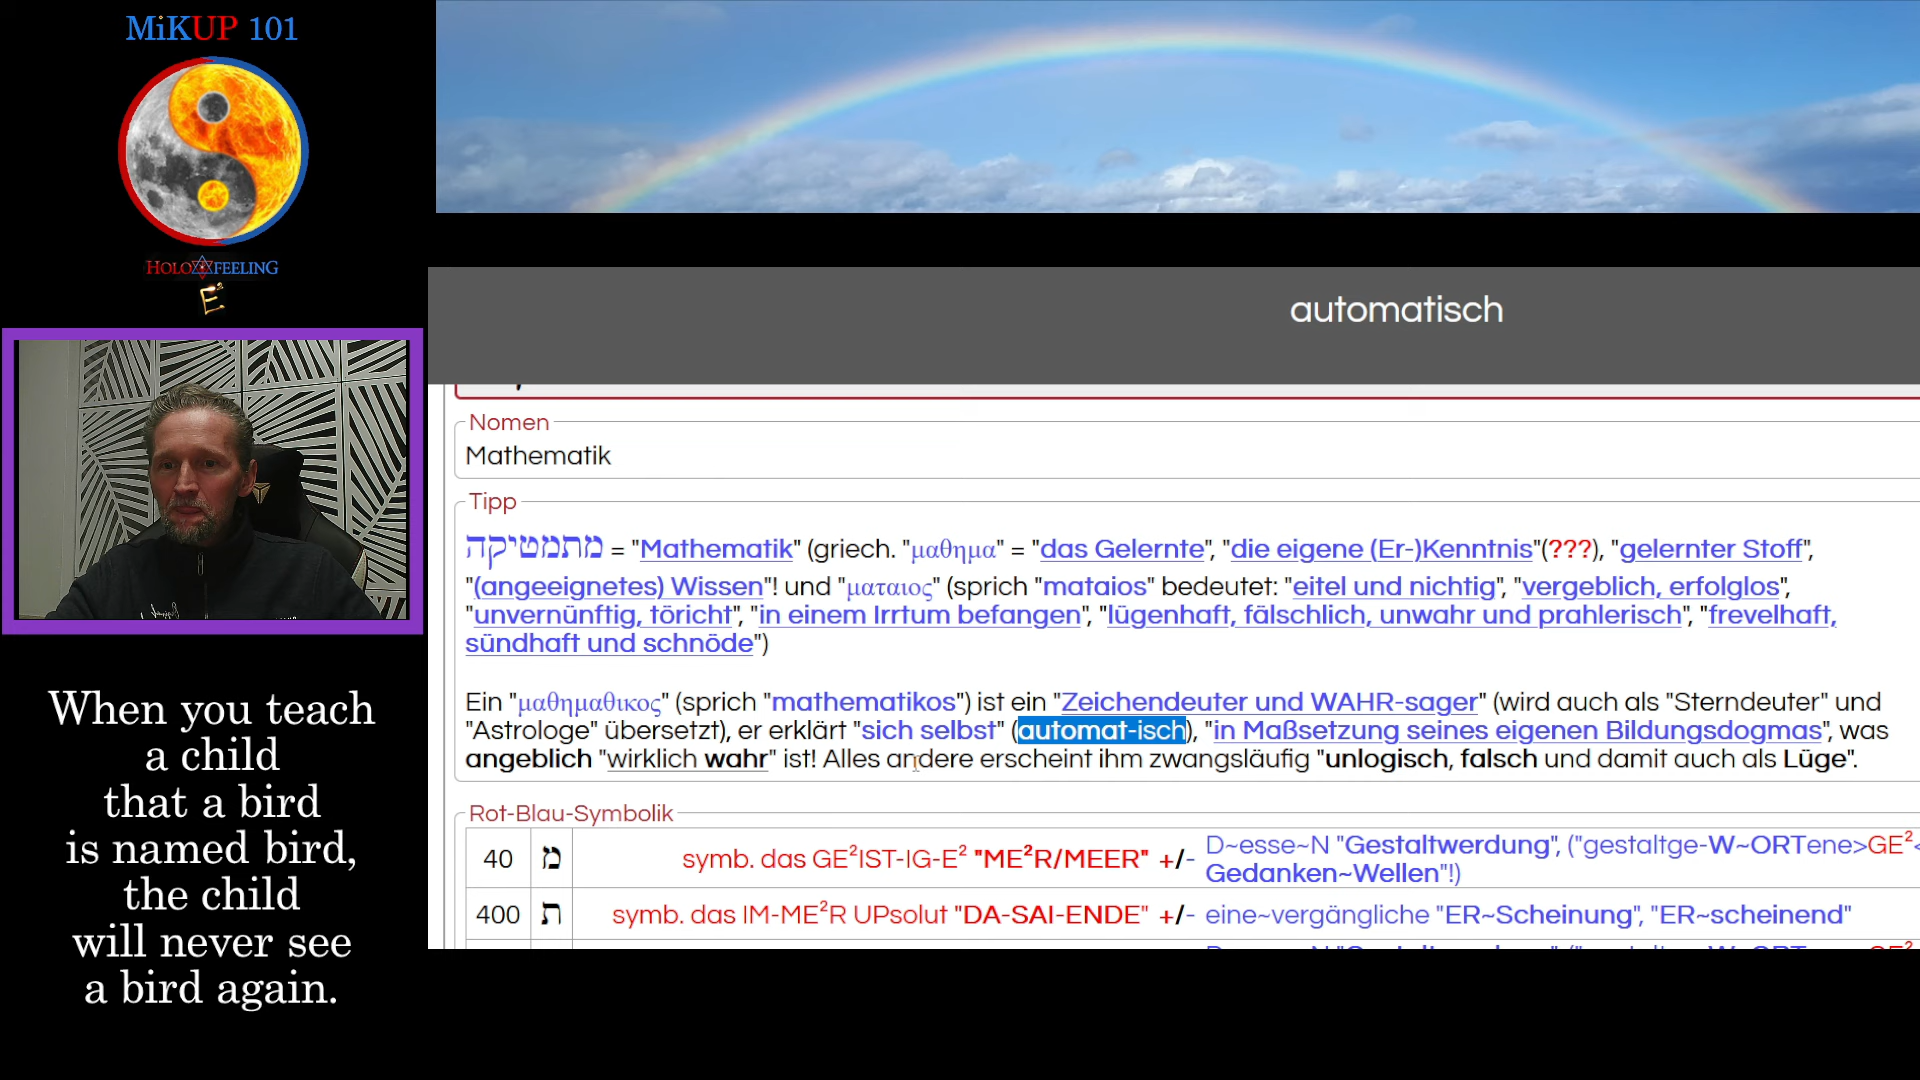 MiKUP 101
HOLO FEELING
E²
When you teach
a child
that a bird
is named bird,
the child
will never see
a bird again.
automatisch
Nomen
Mathematik
Tipp
מתמטיקה = "Mathematik" (griech. "μαθημα" = "das Gelernte", "die eigene (Er-)Kenntnis"(???), "gelernter Stoff",
"(angeeignetes) Wissen"! und "ματαιος" (sprich "mataios" bedeutet: "eitel und nichtig", "vergeblich, erfolglos",
"unvernünftig, töricht", "in einem Irrtum befangen", "lügenhaft, fälschlich, unwahr und prahlerisch", "frevelhaft,
sündhaft und schnöde")
Ein "μαθημαθικος" (sprich "mathematikos") ist ein "Zeichendeuter und WAHR-sager" (wird auch als "Sterndeuter" und
"Astrologe" übersetzt), er erklärt "sich selbst" (automat-isch), "in Maßsetzung seines eigenen Bildungsdogmas", was
angeblich "wirklich wahr" ist! Alles andere erscheint ihm zwangsläufig "unlogisch, falsch und damit auch als Lüge".
Rot-Blau-Symbolik
40 מ symb. das GE²IST-IG-E² "ME²R/MEER" +/- D~esse~N "Gestaltwerdung", ("gestaltge-W~ORTene>GE²<
Gedanken~Wellen"!)
400 ת symb. das IM-ME²R UPsolut "DA-SAI-ENDE" +/- eine~vergängliche "ER~Scheinung", "ER~scheinend"